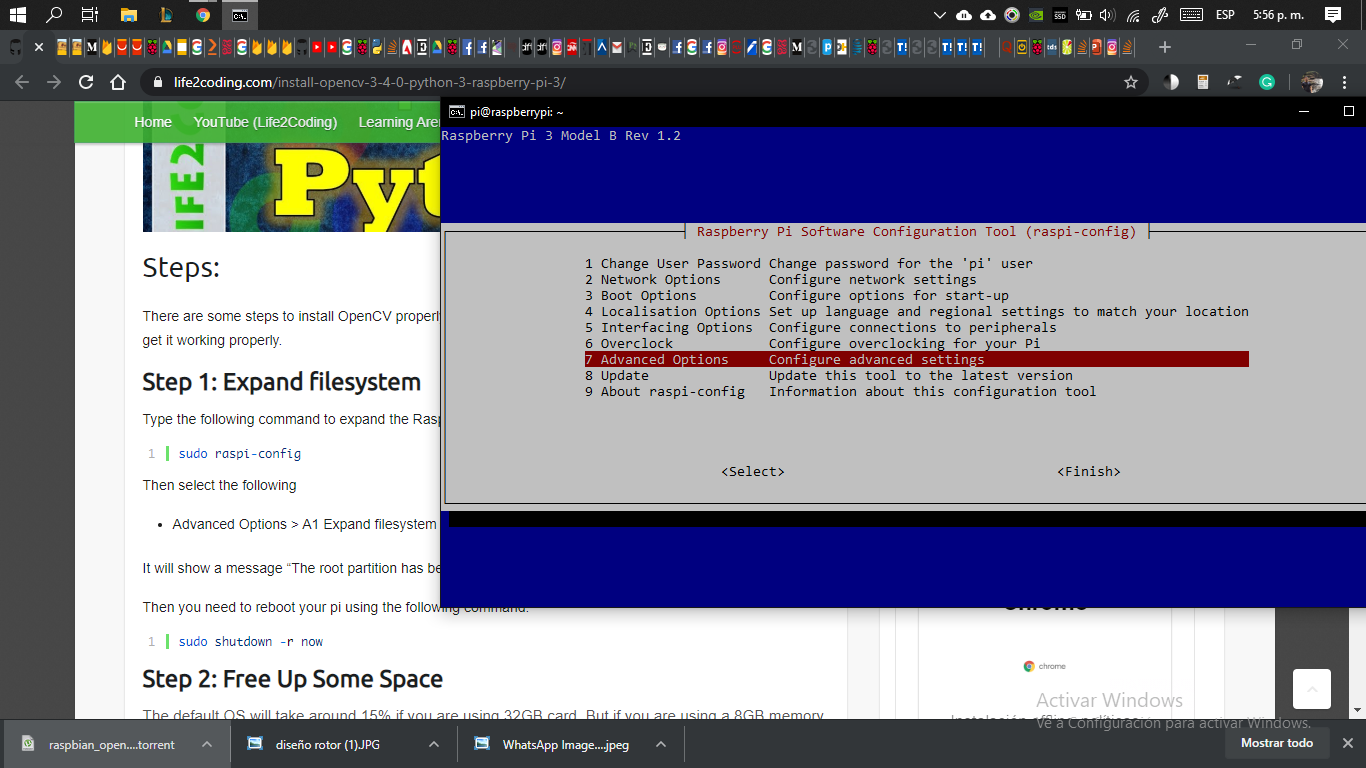 ESP
5:56 p. m.
life2coding.com/install-opencv-3-4-0-python-3-raspberry-pi-3/
Home
YouTube (Life2Coding)
Learning Are
pi@raspberrypi: ~
Raspberry Pi 3 Model B Rev 1.2
Raspberry Pi Software Configuration Tool (raspi-config)
1 Change User Password Change password for the 'pi' user
2 Network Options Configure network settings
3 Boot Options Configure options for start-up
4 Localisation Options Set up language and regional settings to match your location
5 Interfacing Options Configure connections to peripherals
6 Overclock Configure overclocking for your Pi
7 Advanced Options Configure advanced settings
8 Update Update this tool to the latest version
9 About raspi-config Information about this configuration tool
<Select>
<Finish>
Pyt
Steps:
There are some steps to install OpenCV properl
get it working properly.
Step 1: Expand filesystem
Type the following command to expand the Rasp
1 sudo raspi-config
Then select the following
• Advanced Options > A1 Expand filesystem
It will show a message “The root partition has be
Then you need to reboot your pi using the following command.
1 sudo shutdown -r now
Step 2: Free Up Some Space
The default OS will take around 15% if you are using 32GB card. But if you are using a 8GB memory
chrome
Activar Windows
Ve a Configuración para activar Windows.
raspbian_open....torrent
diseño rotor (1).JPG
WhatsApp Image....jpeg
Mostrar todo